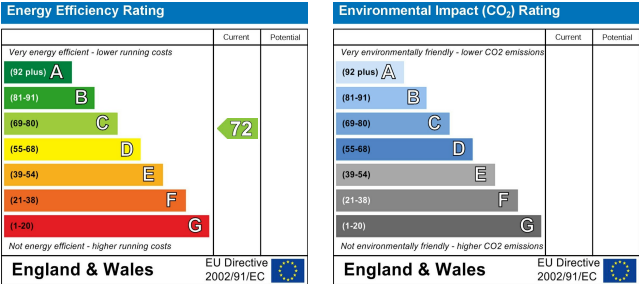 Energy Efficiency Rating
Current Potential
Very energy efficient - lower running costs
(92 plus) A
(81-91) B
(69-80) C
72
(55-68) D
(39-54) E
(21-38) F
(1-20) G
Not energy efficient - higher running costs
England & Wales
EU Directive
2002/91/EC
Environmental Impact (CO₂) Rating
Current Potential
Very environmentally friendly - lower CO2 emissions
(92 plus) A
(81-91) B
(69-80) C
(55-68) D
(39-54) E
(21-38) F
(1-20) G
Not environmentally friendly - higher CO2 emissions
England & Wales
EU Directive
2002/91/EC